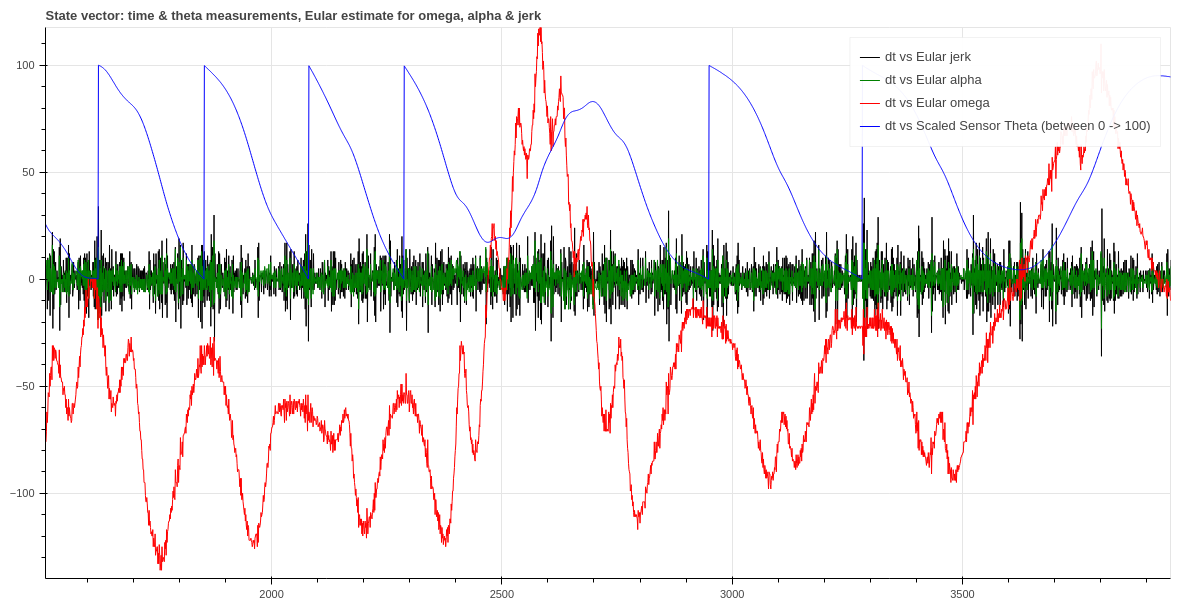 State vector: time & theta measurements, Eular estimate for omega, alpha & jerk
dt vs Eular jerk
dt vs Eular alpha
dt vs Eular omega
dt vs Scaled Sensor Theta (between 0 -> 100)
100
50
0
−50
−100
2000
2500
3000
3500